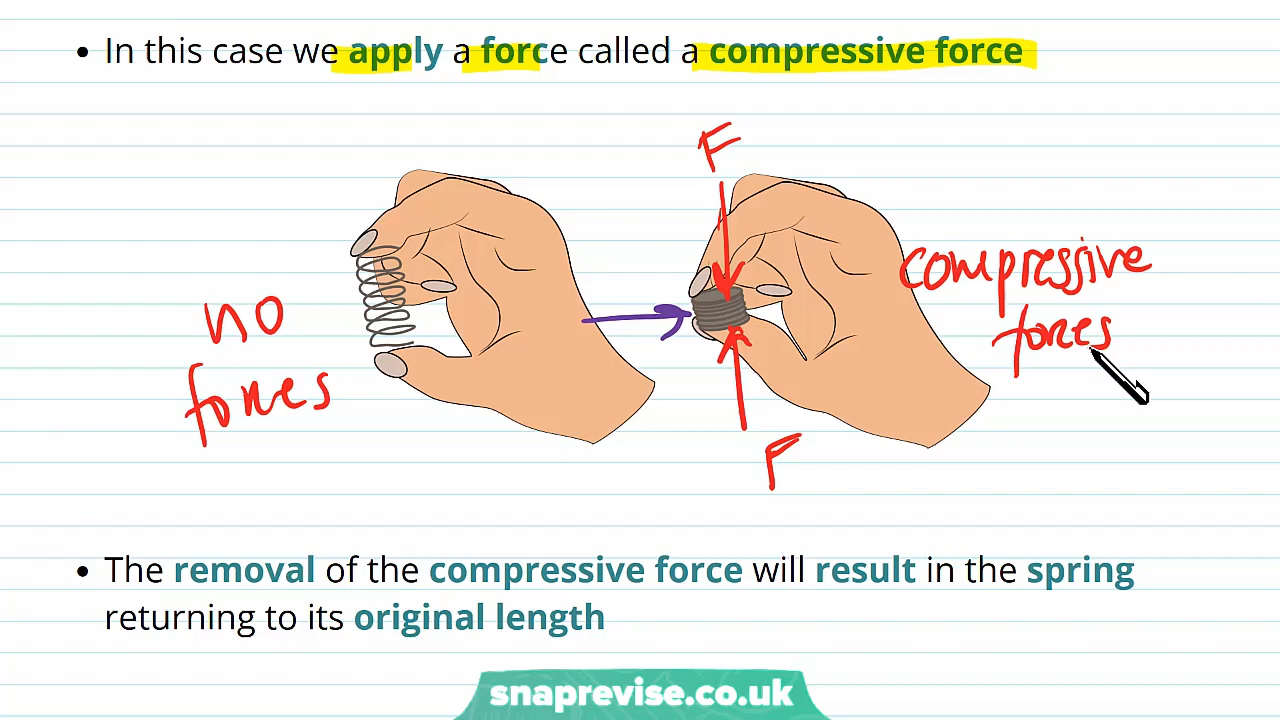 • In this case we apply a force called a compressive force
F
no
forces
compressive
forces
F
• The removal of the compressive force will result in the spring
returning to its original length
snaprevise.co.uk